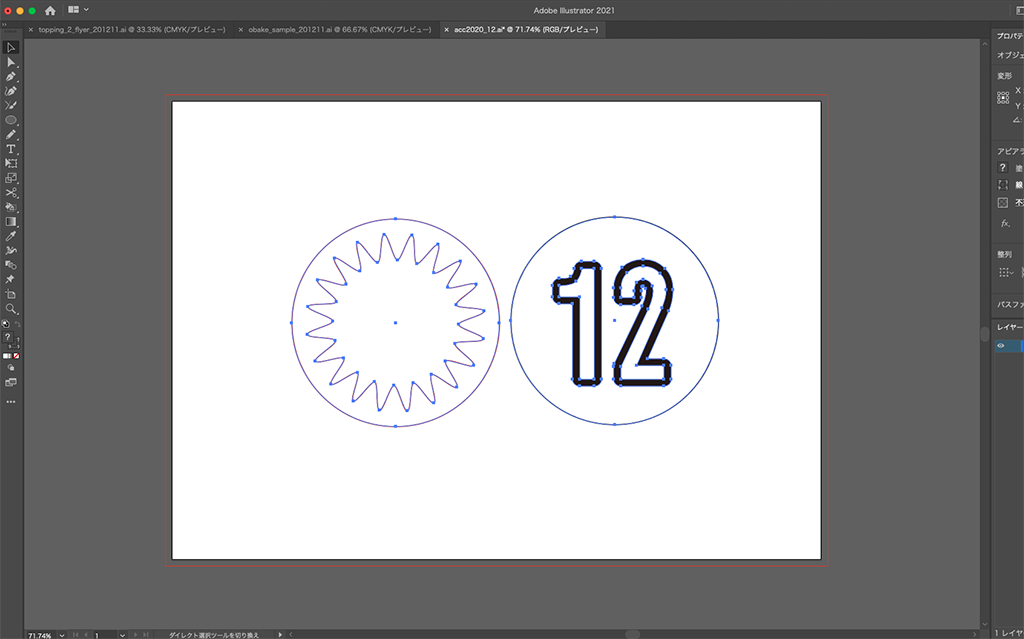 Adobe Illustrator 2021
× topping_2_flyer_201211.ai @ 33.33% (CMYK/プレビュー)
× obake_sample_201211.ai @ 66.67% (CMYK/プレビュー)
× acc2020_12.ai* @ 71.74% (RGB/プレビュー)
プロパテ
オブジェ
変形
X
Y
アピアラ
塗
線
不
fx.
整列
パスファ
レイヤー
12
71.74%
1
ダイレクト選択ツールを切り換え
1 レイヤ